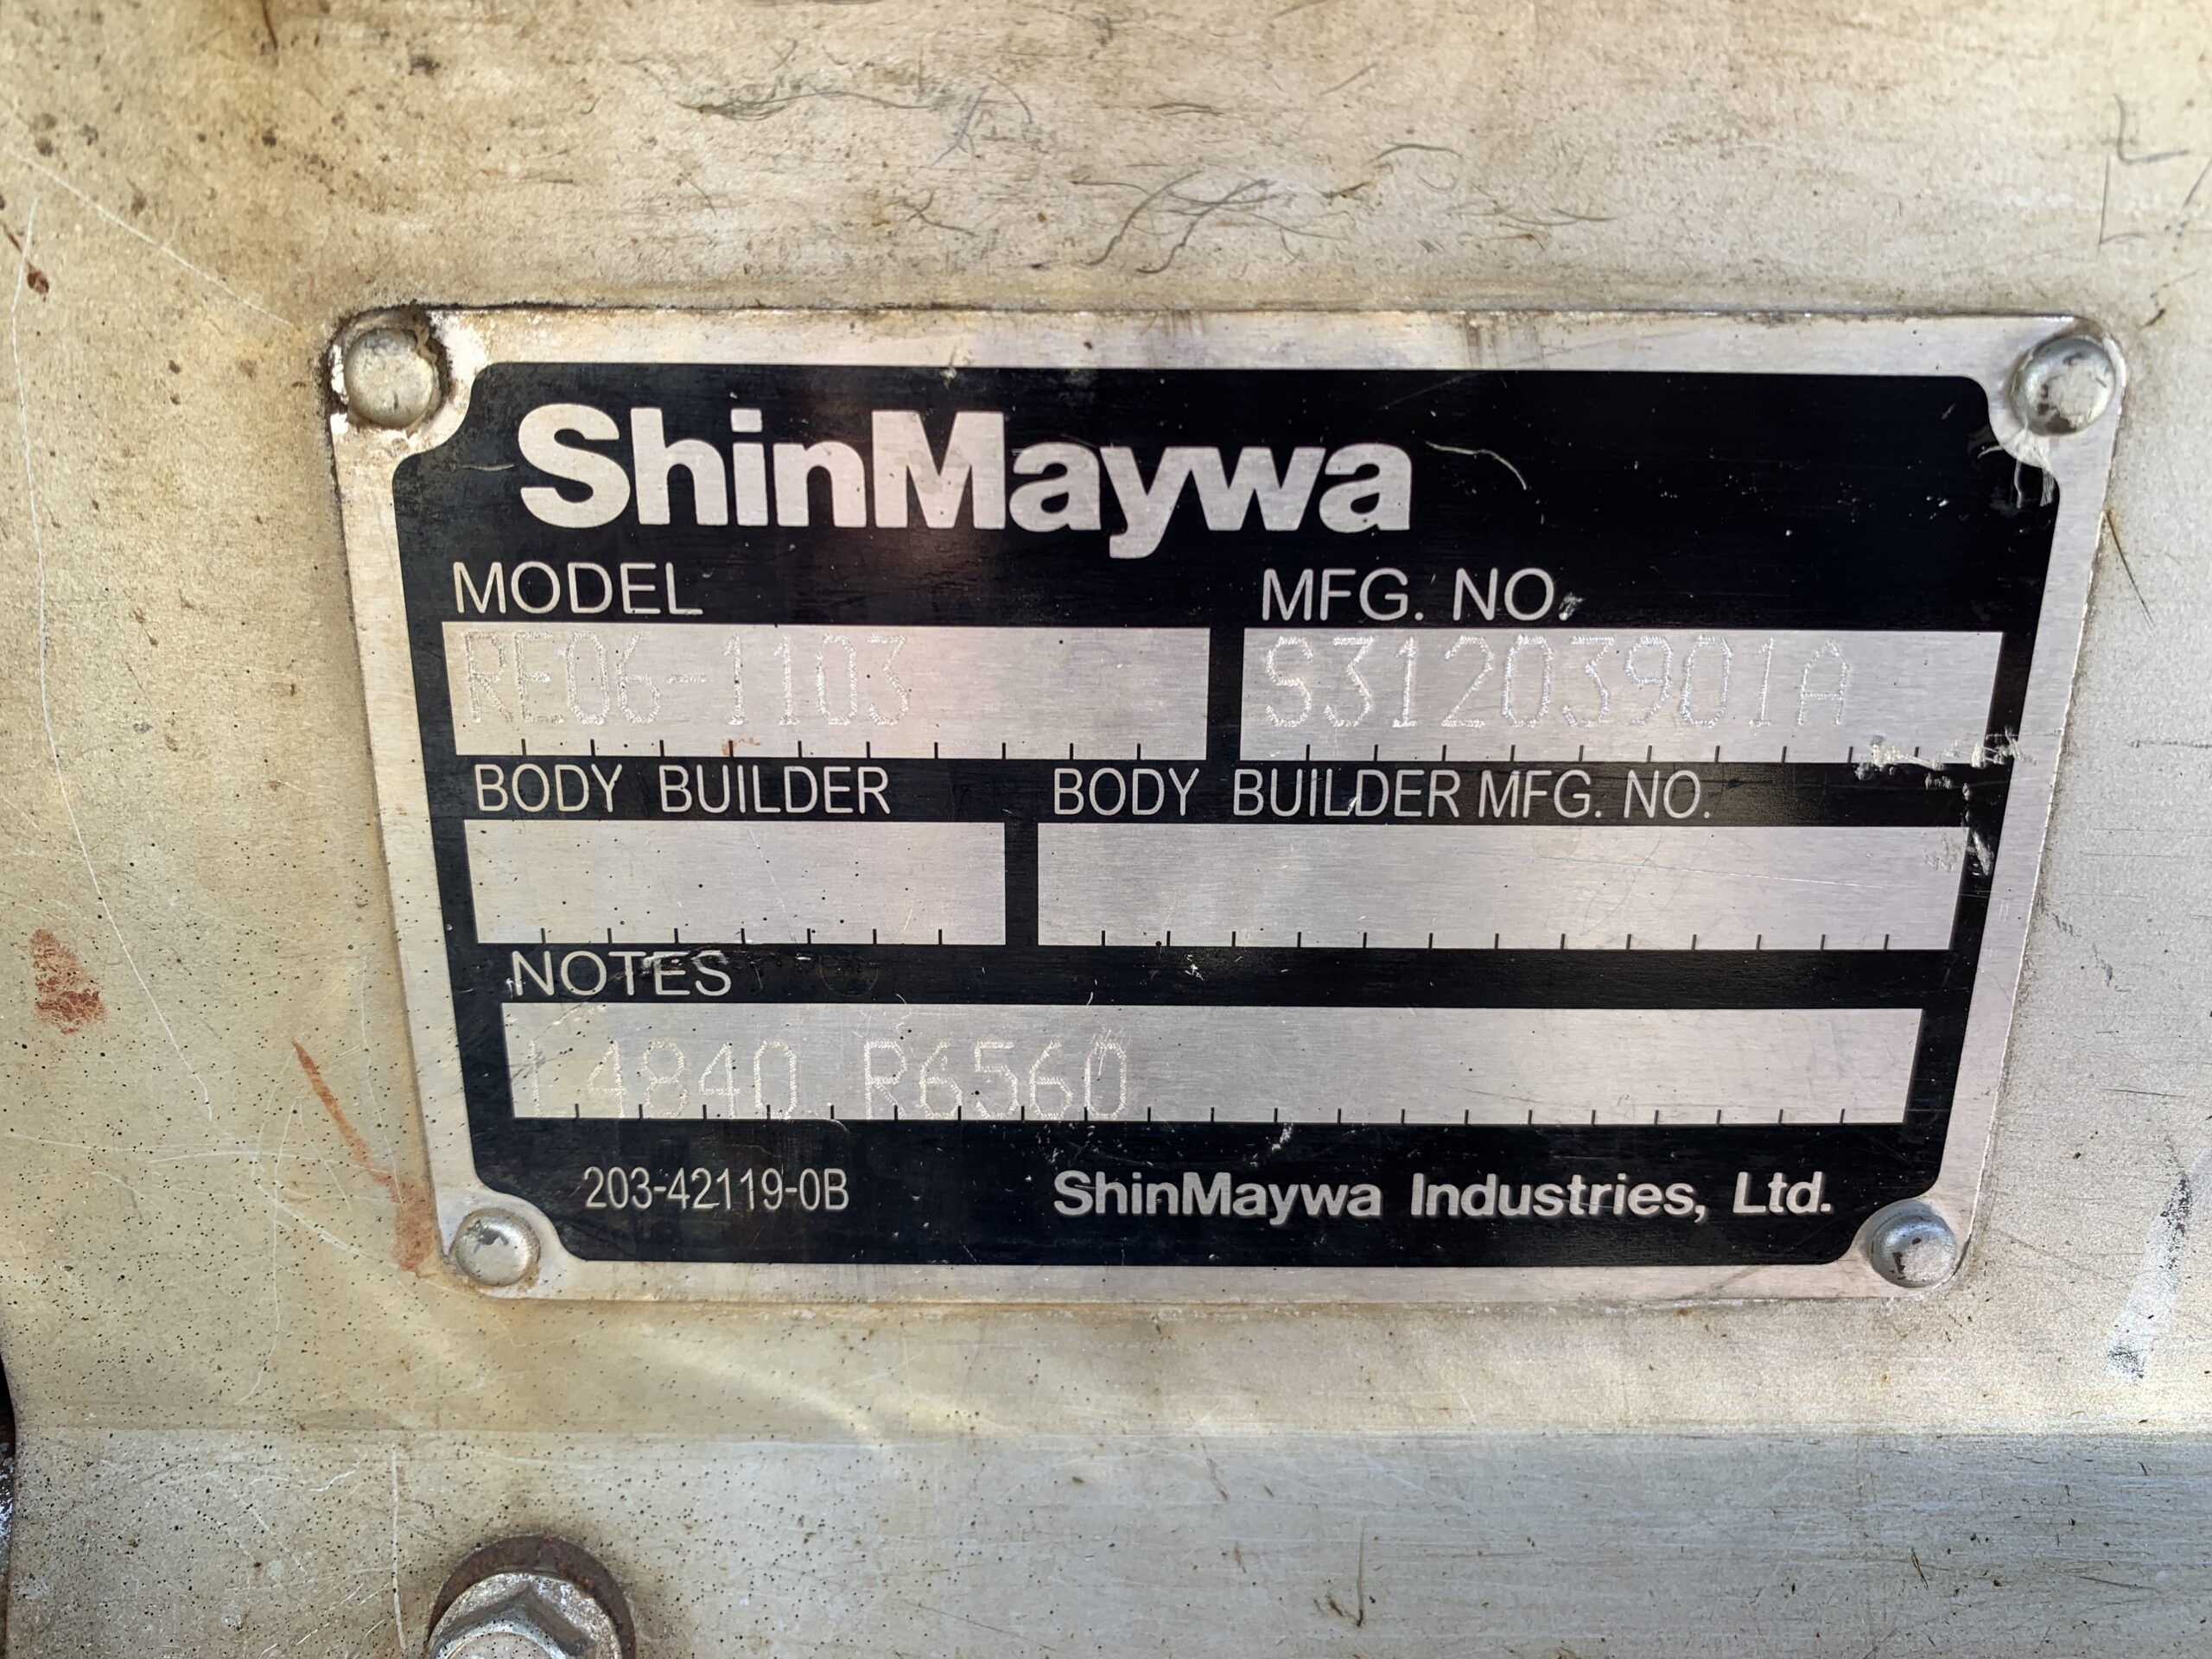 ShinMaywa
MODEL MFG. NO.
RE06-1103 S31203901A
BODY BUILDER BODY BUILDER MFG. NO.
NOTES
L4840 R6560
203-42119-0B ShinMaywa Industries, Ltd.